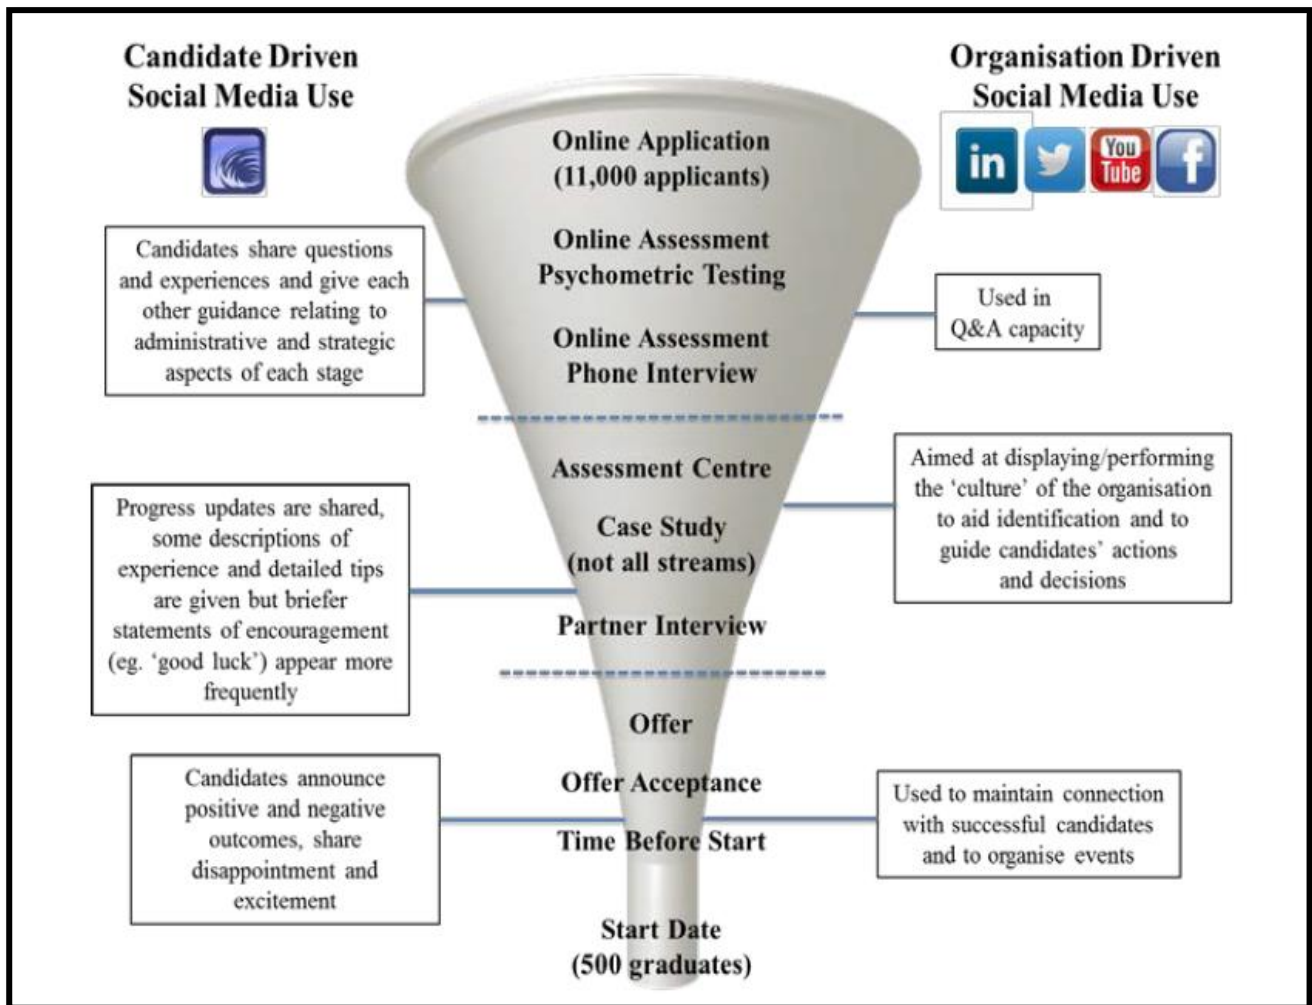 Candidate Driven
Social Media Use
Organisation Driven
Social Media Use
in
You
Tube
f
Online Application
(11,000 applicants)
Online Assessment
Psychometric Testing
Online Assessment
Phone Interview
Candidates share questions
and experiences and give each
other guidance relating to
administrative and strategic
aspects of each stage
Used in
Q&A capacity
Assessment Centre
Case Study
(not all streams)
Partner Interview
Progress updates are shared,
some descriptions of
experience and detailed tips
are given but briefer
statements of encouragement
(eg. ‘good luck’) appear more
frequently
Aimed at displaying/performing
the ‘culture’ of the organisation
to aid identification and to
guide candidates’ actions
and decisions
Offer
Offer Acceptance
Time Before Start
Candidates announce
positive and negative
outcomes, share
disappointment and
excitement
Used to maintain connection
with successful candidates
and to organise events
Start Date
(500 graduates)